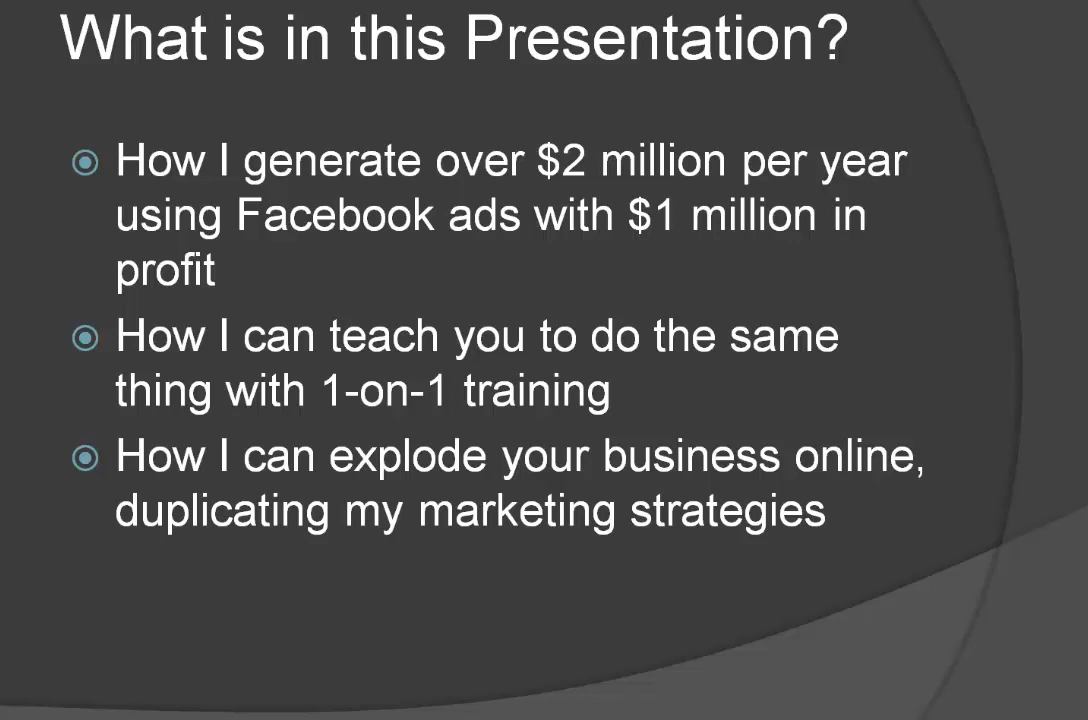 What is in this Presentation?
How I generate over $2 million per year
using Facebook ads with $1 million in
profit
How I can teach you to do the same
thing with 1-on-1 training
How I can explode your business online,
duplicating my marketing strategies